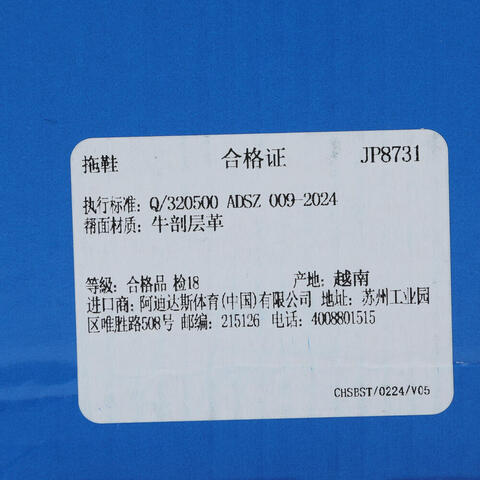 拖鞋 合格证 JP8731
执行标准: Q/320500 ADSZ 009-2024
帮面材质: 牛剖层革
等级: 合格品 检18 产地: 越南
进口商: 阿迪达斯体育(中国)有限公司 地址: 苏州工业园
区唯胜路508号 邮编: 215126 电话: 4008801515
CHSBST/0224/V05